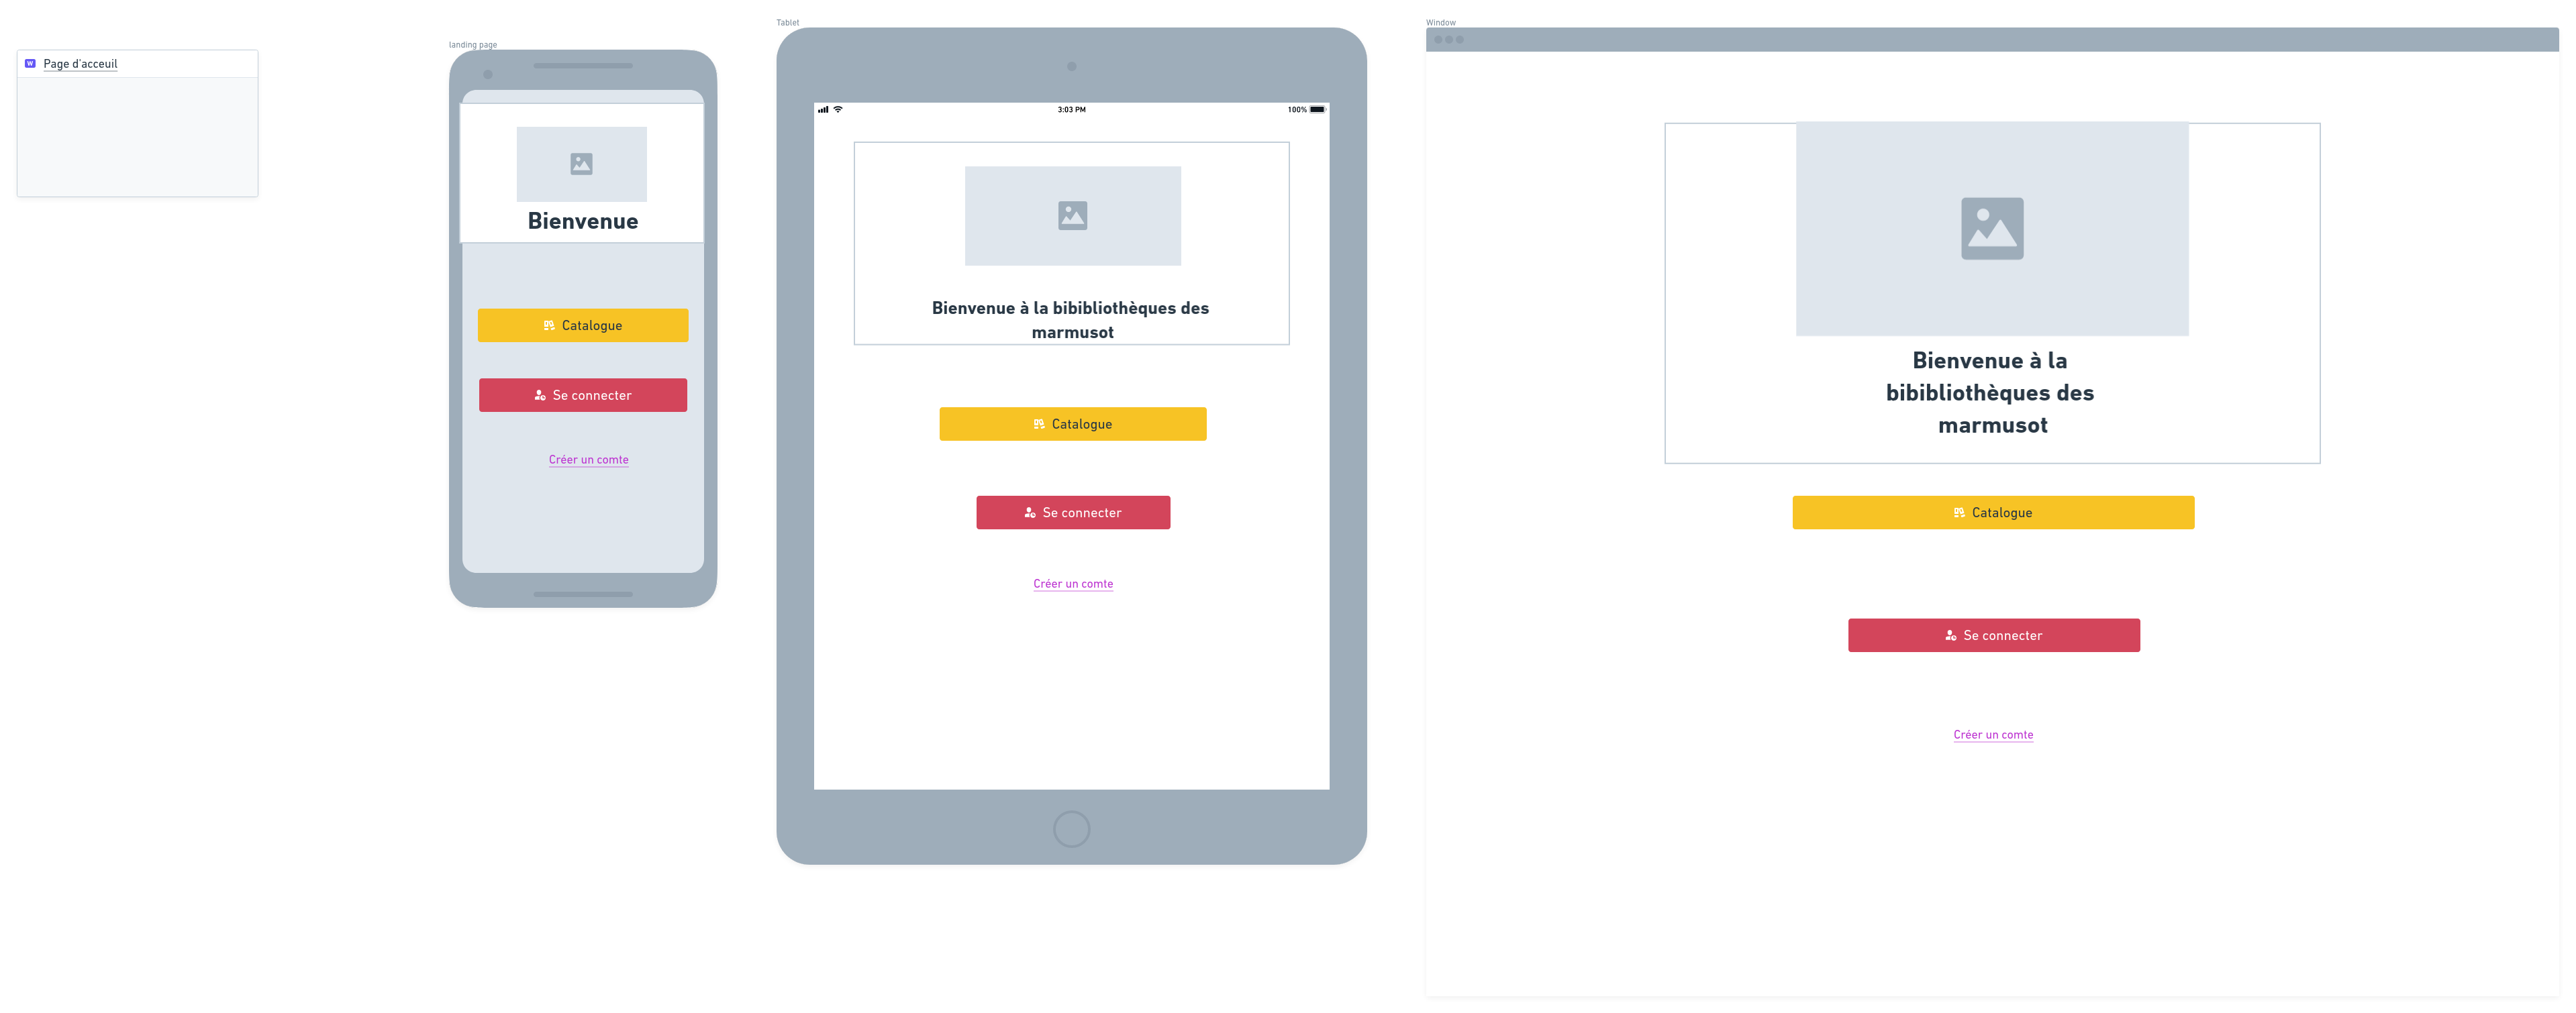 Page d'acceuil
landing page
Bienvenue
Catalogue
Se connecter
Créer un comte
Tablet
3:03 PM
100%
Bienvenue à la bibibliothèques des
marmusot
Catalogue
Se connecter
Créer un comte
Window
Bienvenue à la
bibibliothèques des
marmusot
Catalogue
Se connecter
Créer un comte